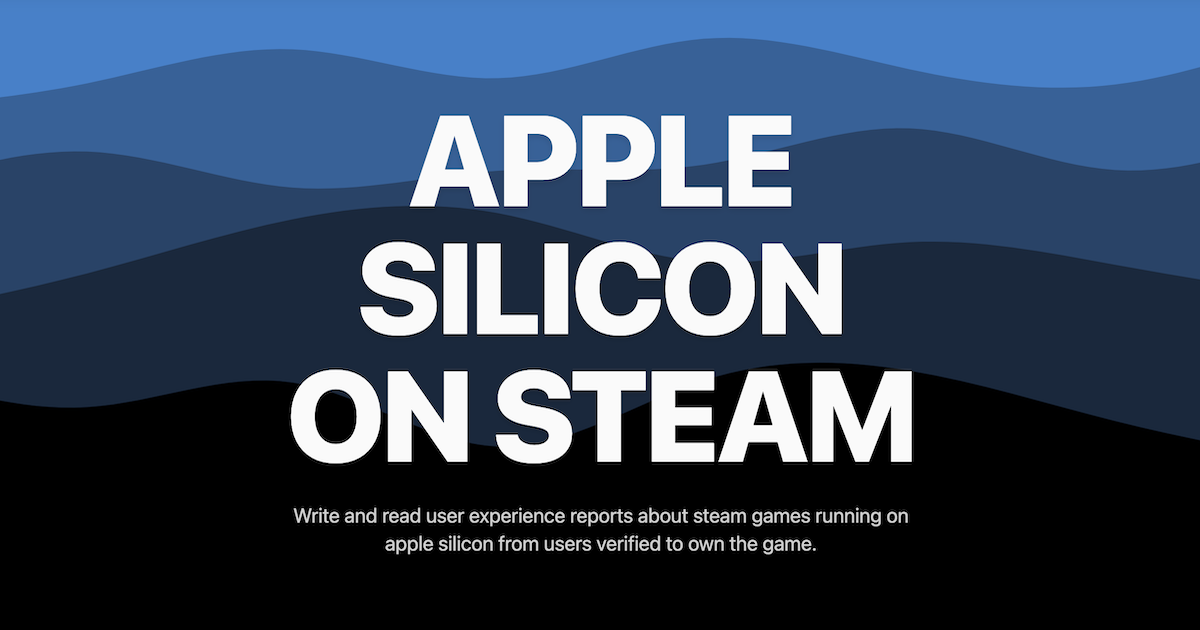 APPLE
SILICON
ON STEAM
Write and read user experience reports about steam games running on
apple silicon from users verified to own the game.